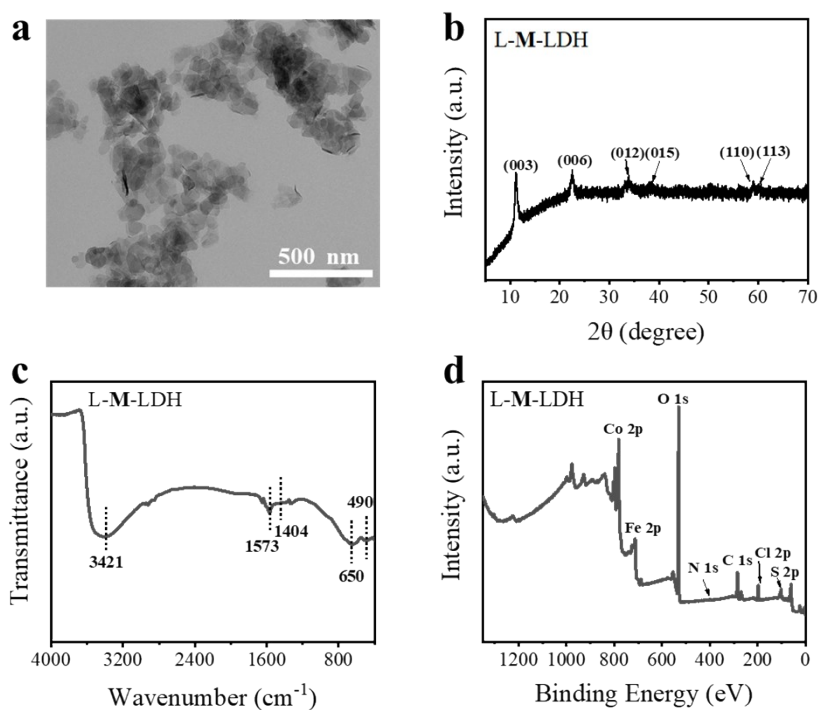 a
500 nm
b
L-M-LDH
(003)
(006)
(012)(015)
(110)(113)
Intensity (a.u.)
10 20 30 40 50 60 70
2θ (degree)
c
L-M-LDH
3421
1573
1404
650
490
Transmittance (a.u.)
4000 3200 2400 1600 800
Wavenumber (cm⁻¹)
d
L-M-LDH
O 1s
Co 2p
Fe 2p
N 1s
C 1s
Cl 2p
S 2p
Intensity (a.u.)
1200 1000 800 600 400 200 0
Binding Energy (eV)